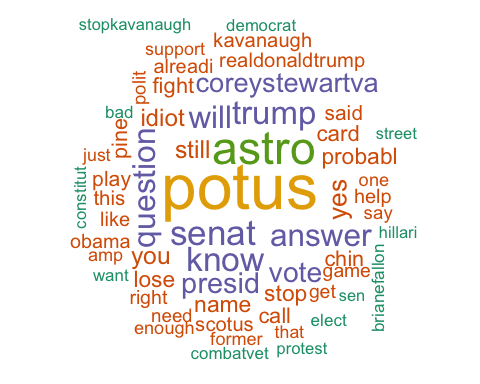 stopkavanaugh democrat
support kavanaugh
alreadi realdonaldtrump
polit fight coreystewartva
bad idiot will trump said
pine still astro card street
just question probabl
constitut play potus yes one
this help
like say
obama senat answer hillari
amp you know chin brianefallon
want lose presid vote game
right name stop get sen
need call
enough scotus that elect
former
combatvet protest